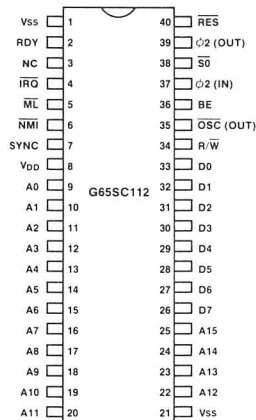 Vss 1 40 RES
RDY 2 39 ϕ2 (OUT)
NC 3 38 S0
IRQ 4 37 ϕ2 (IN)
ML 5 36 BE
NMI 6 35 OSC (OUT)
SYNC 7 34 R/W
VDD 8 33 D0
A0 9 32 D1
G65SC112
A1 10 31 D2
A2 11 30 D3
A3 12 29 D4
A4 13 28 D5
A5 14 27 D6
A6 15 26 D7
A7 16 25 A15
A8 17 24 A14
A9 18 23 A13
A10 19 22 A12
A11 20 21 Vss